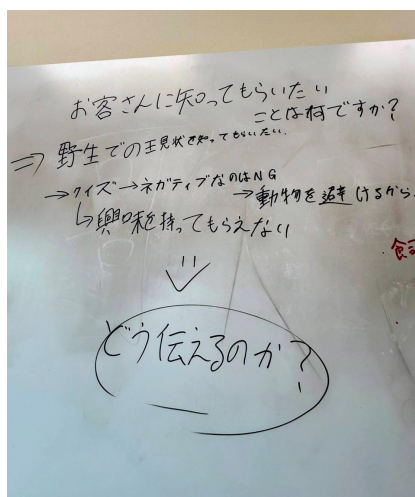 お客さんに知ってもらいたい
ことは何ですか?
⇒ 野生での現状を知ってもらいたい.
→クイズ→ネガティブなのはNG
→動物を避けるから.
↳興味を持ってもらえない
どう伝えるのか?
食